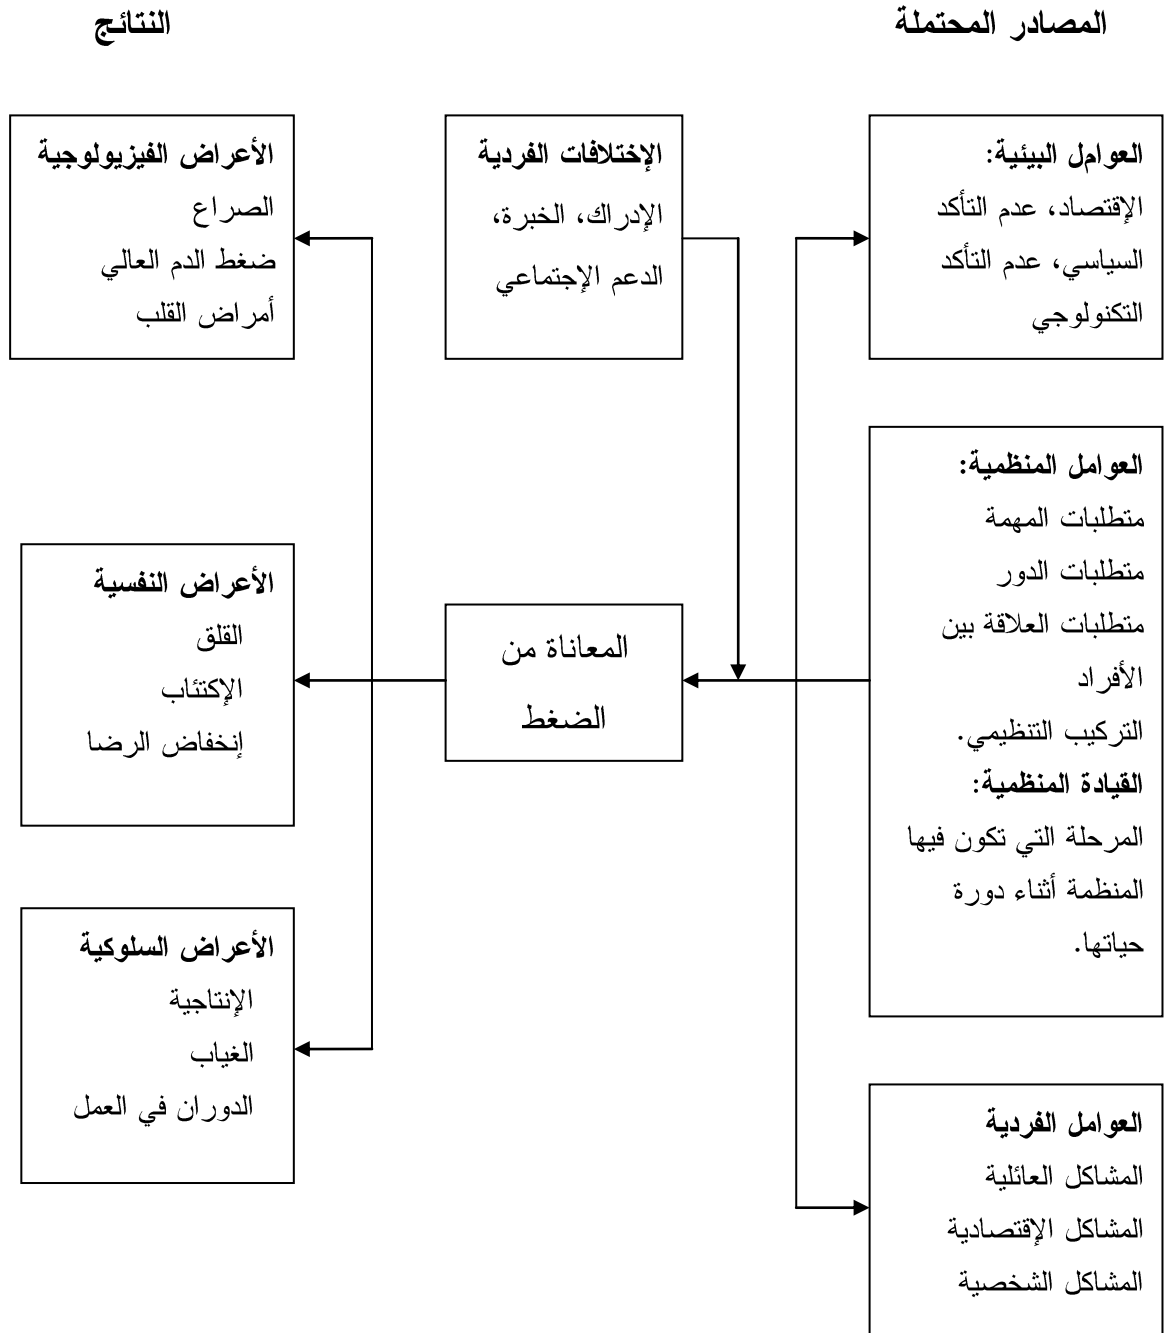 المصادر المحتملة
النتائج
العوامل البيئية:
الإقتصاد، عدم التأكد
السياسي، عدم التأكد
التكنولوجي
العوامل المنظمية:
متطلبات المهمة
متطلبات الدور
متطلبات العلاقة بين
الأفراد
التركيب التنظيمي.
القيادة المنظمية:
المرحلة التي تكون فيها
المنظمة أثناء دورة
حياتها.
العوامل الفردية
المشاكل العائلية
المشاكل الإقتصادية
المشاكل الشخصية
الإختلافات الفردية
الإدراك، الخبرة،
الدعم الإجتماعي
المعاناة من
الضغط
الأعراض الفيزيولوجية
الصراع
ضغط الدم العالي
أمراض القلب
الأعراض النفسية
القلق
الإكتئاب
إنخفاض الرضا
الأعراض السلوكية
الإنتاجية
الغياب
الدوران في العمل